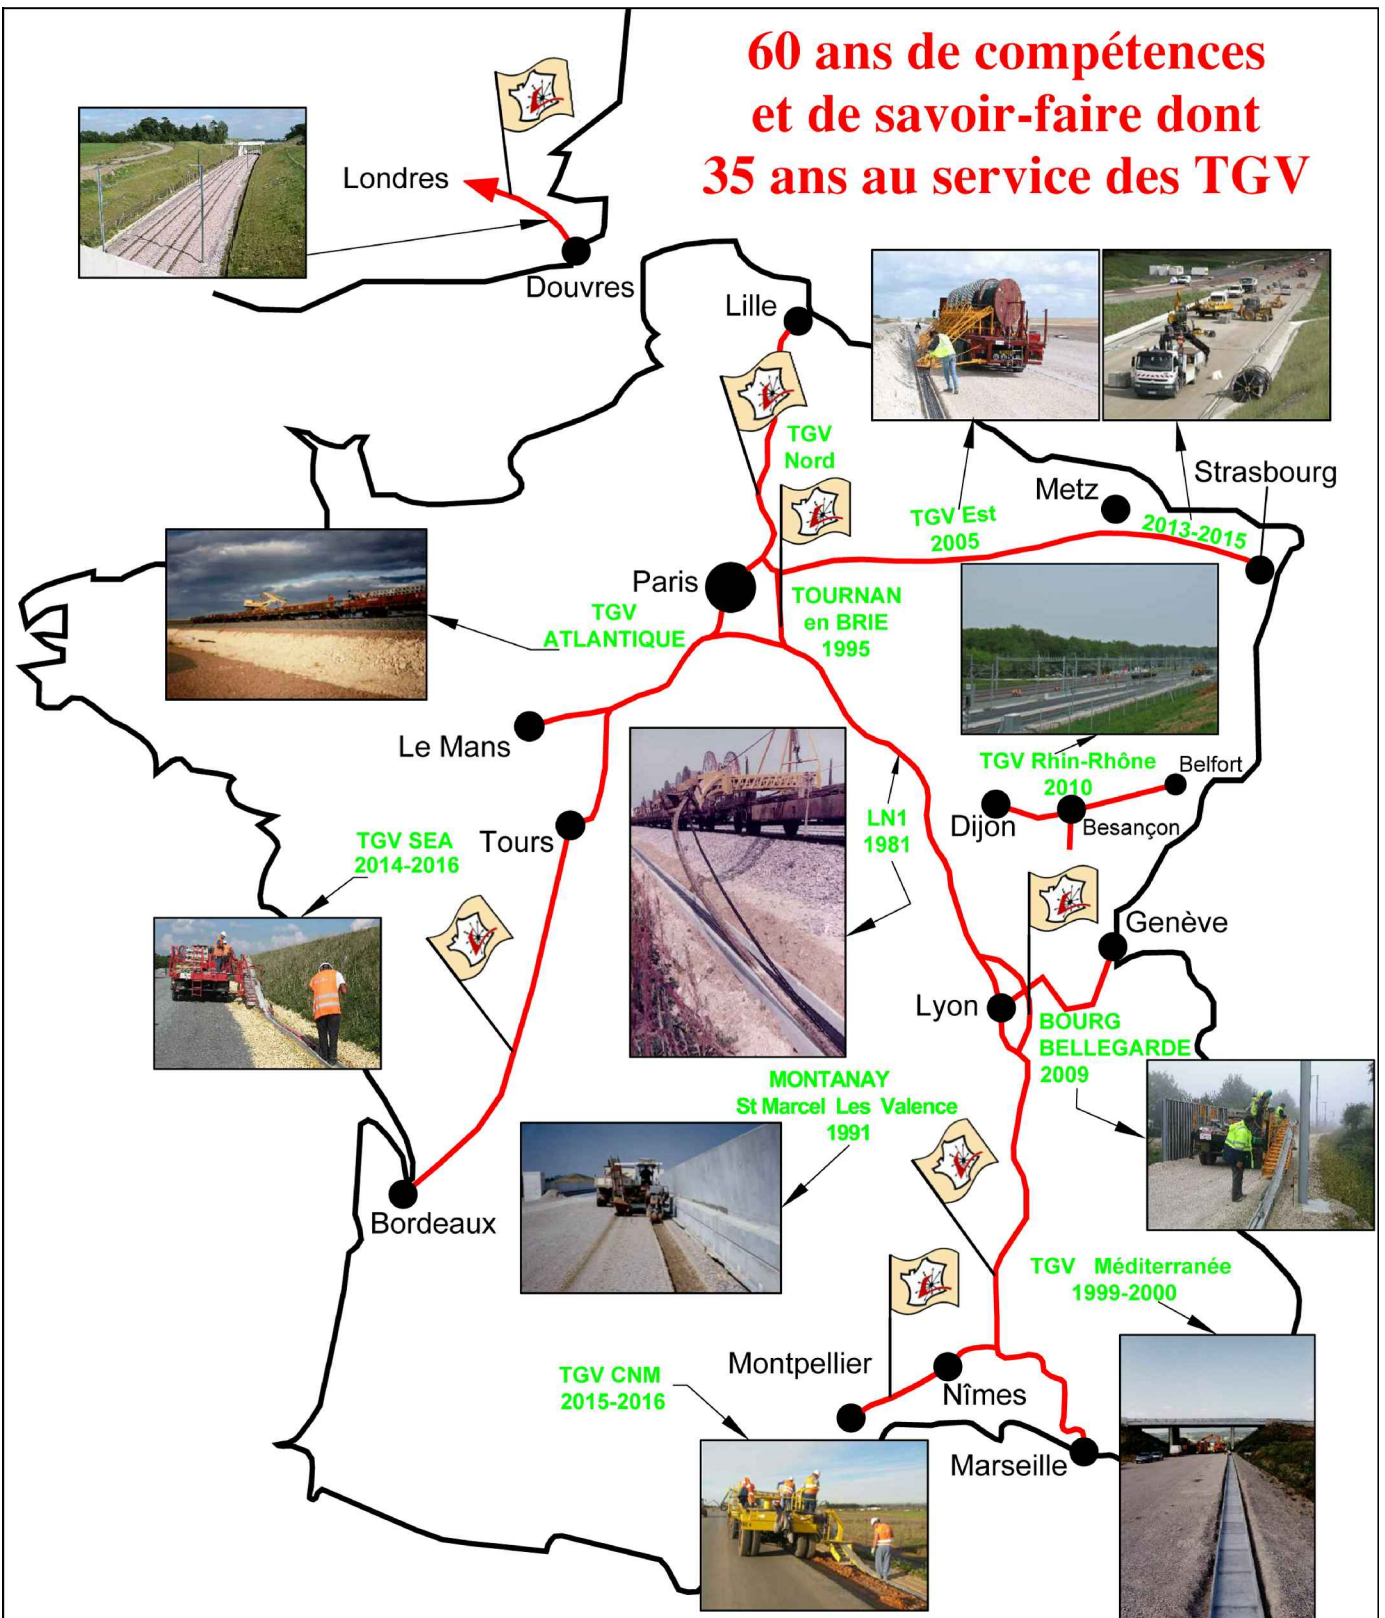 60 ans de compétences
et de savoir-faire dont
35 ans au service des TGV
Londres
Douvres
Lille
TGV
Nord
Metz
Strasbourg
TGV Est
2005
2013-2015
Paris
TGV
ATLANTIQUE
TOURNAN
en BRIE
1995
Le Mans
TGV Rhin-Rhône
2010
Belfort
Dijon
Besançon
LN1
1981
Tours
TGV SEA
2014-2016
Genève
Lyon
BOURG
BELLEGARDE
2009
MONTANAY
St Marcel Les Valence
1991
Bordeaux
TGV Méditerranée
1999-2000
Montpellier
Nîmes
TGV CNM
2015-2016
Marseille